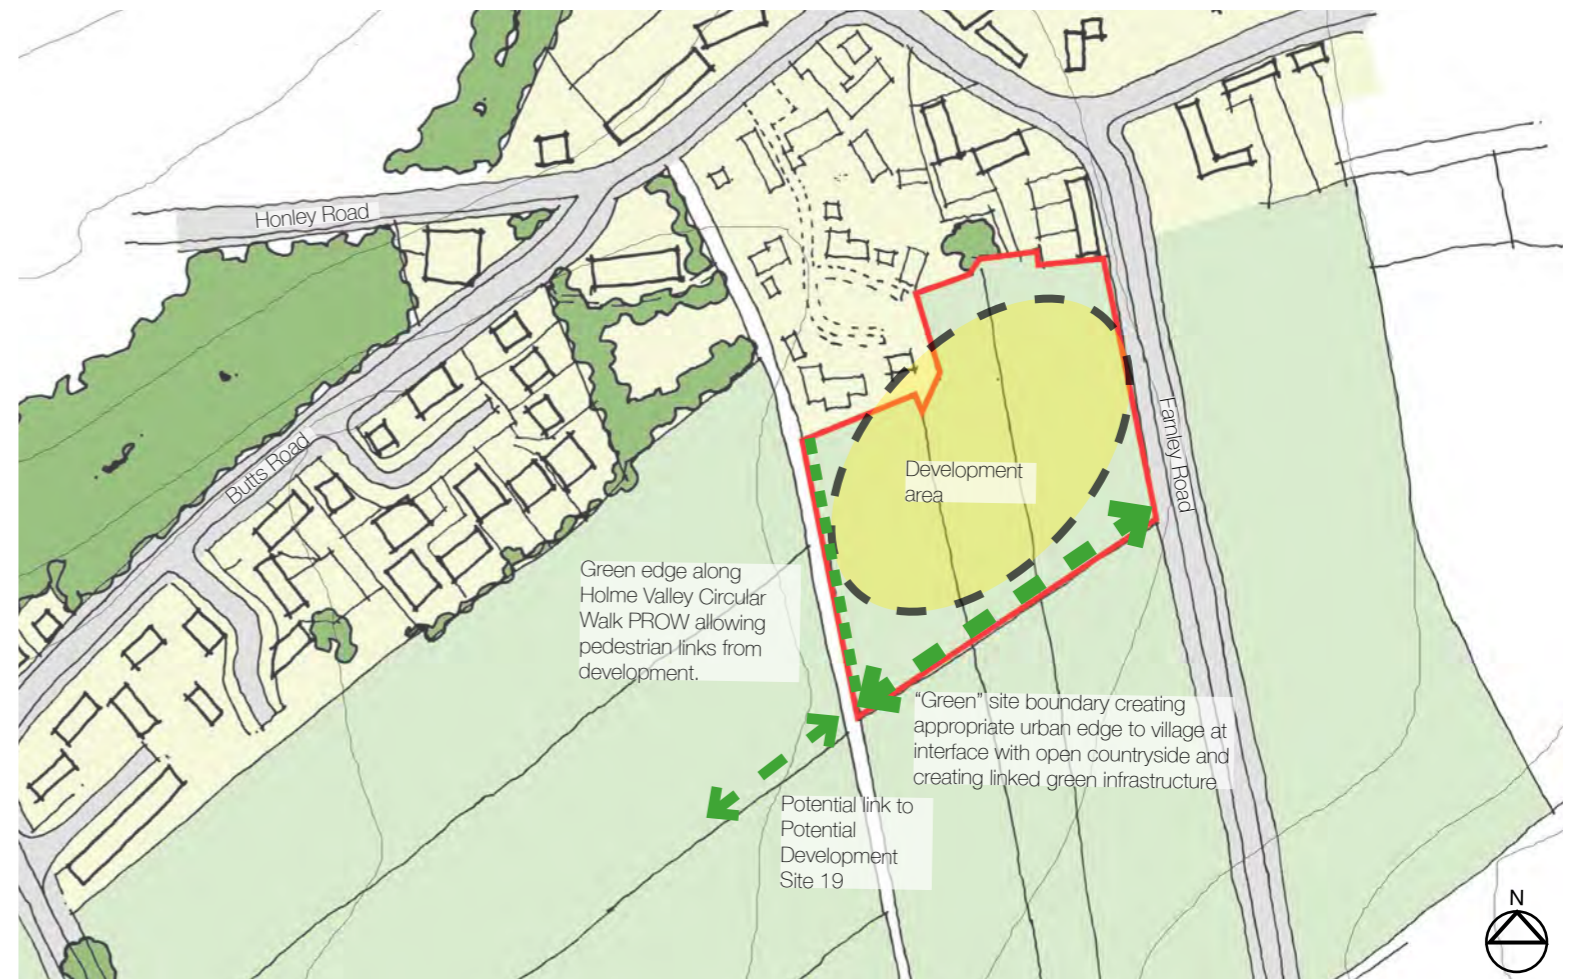 Honley Road
Butts Road
Farnley Road
Development
area
Green edge along
Holme Valley Circular
Walk PROW allowing
pedestrian links from
development.
“Green” site boundary creating
appropriate urban edge to village at
interface with open countryside and
creating linked green infrastructure
Potential link to
Potential
Development
Site 19
N